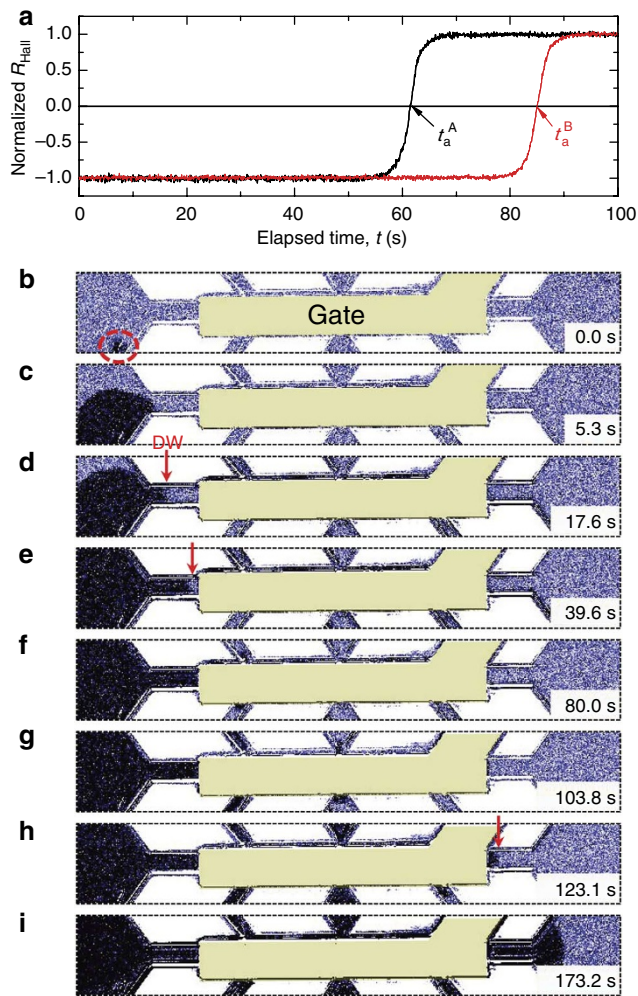 a
Normalized R_Hall
1.0
0.5
0.0
−0.5
−1.0
t_a^A
t_a^B
0 20 40 60 80 100
Elapsed time, t (s)
b
Gate
0.0 s
c
5.3 s
d
DW
17.6 s
e
39.6 s
f
80.0 s
g
103.8 s
h
123.1 s
i
173.2 s